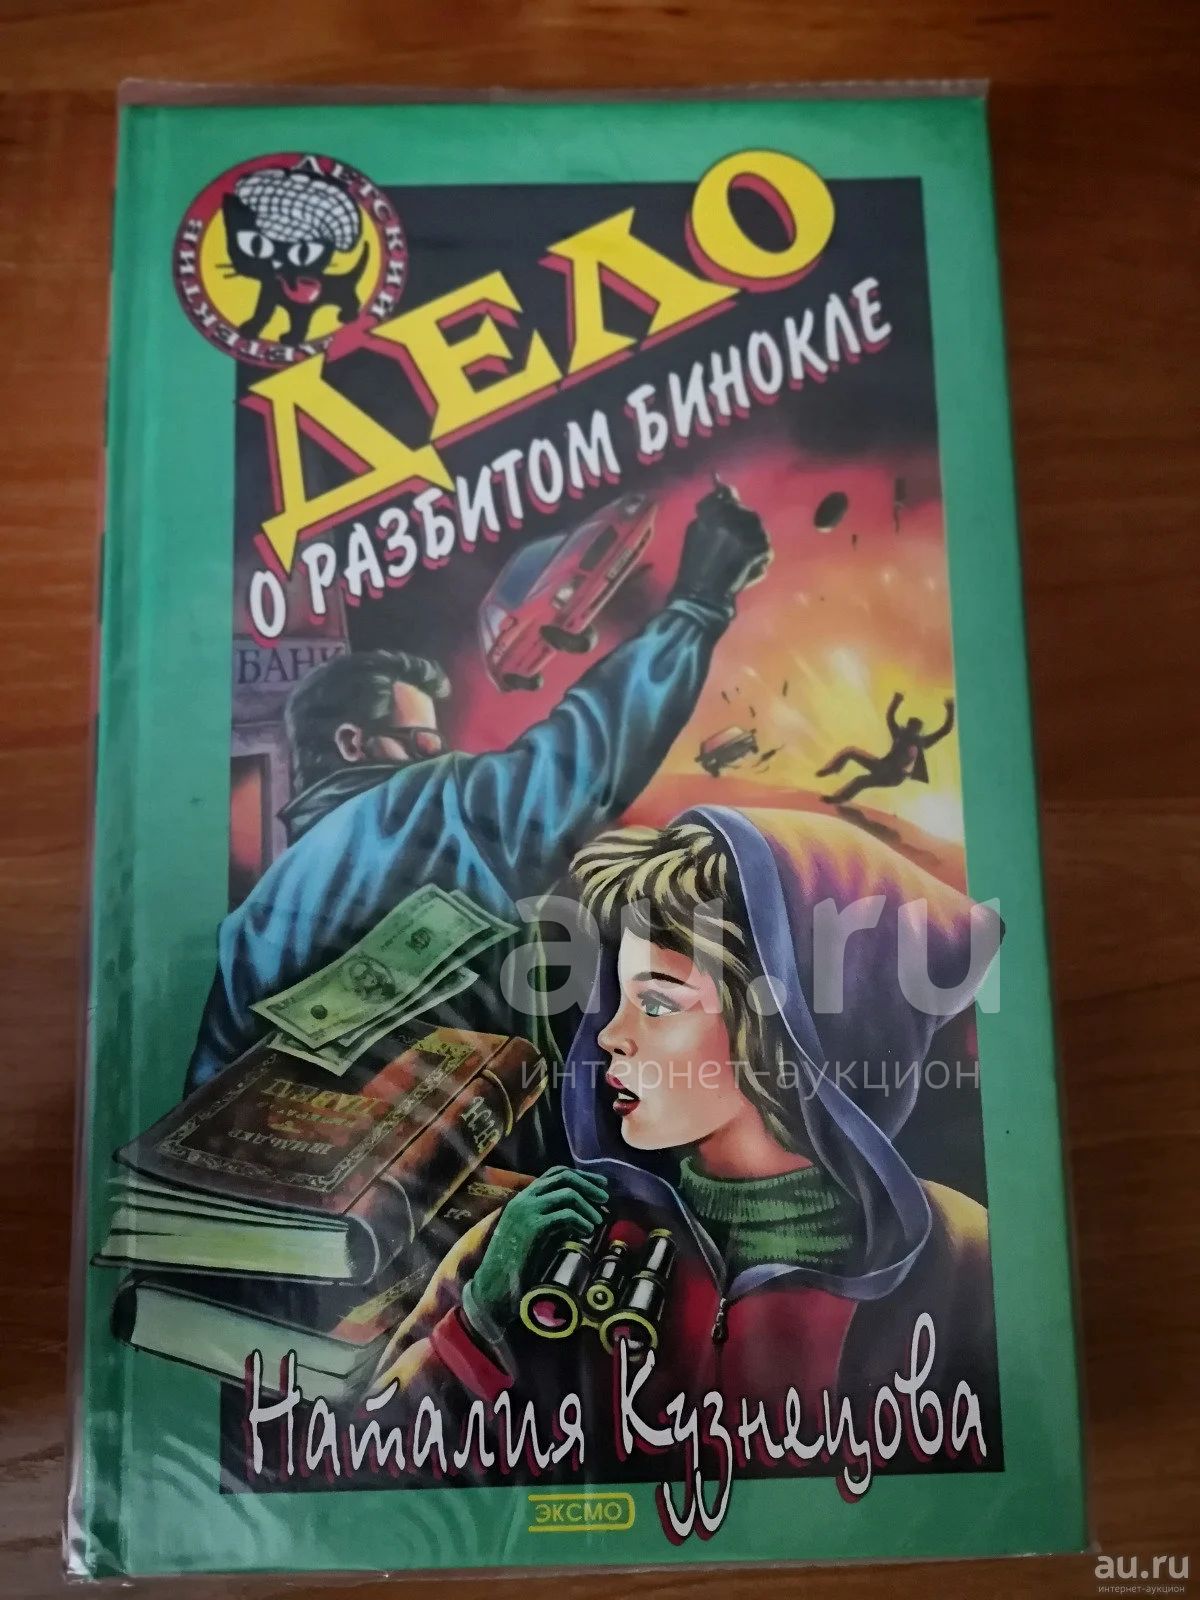 ДЕТСКИЙ ДЕТЕКТИВ
ДЕЛО
О РАЗБИТОМ БИНОКЛЕ
БАНК
au.ru
интернет-аукцион
Наталия Кузнецова
ЭКСМО
au.ru
интернет-аукцион